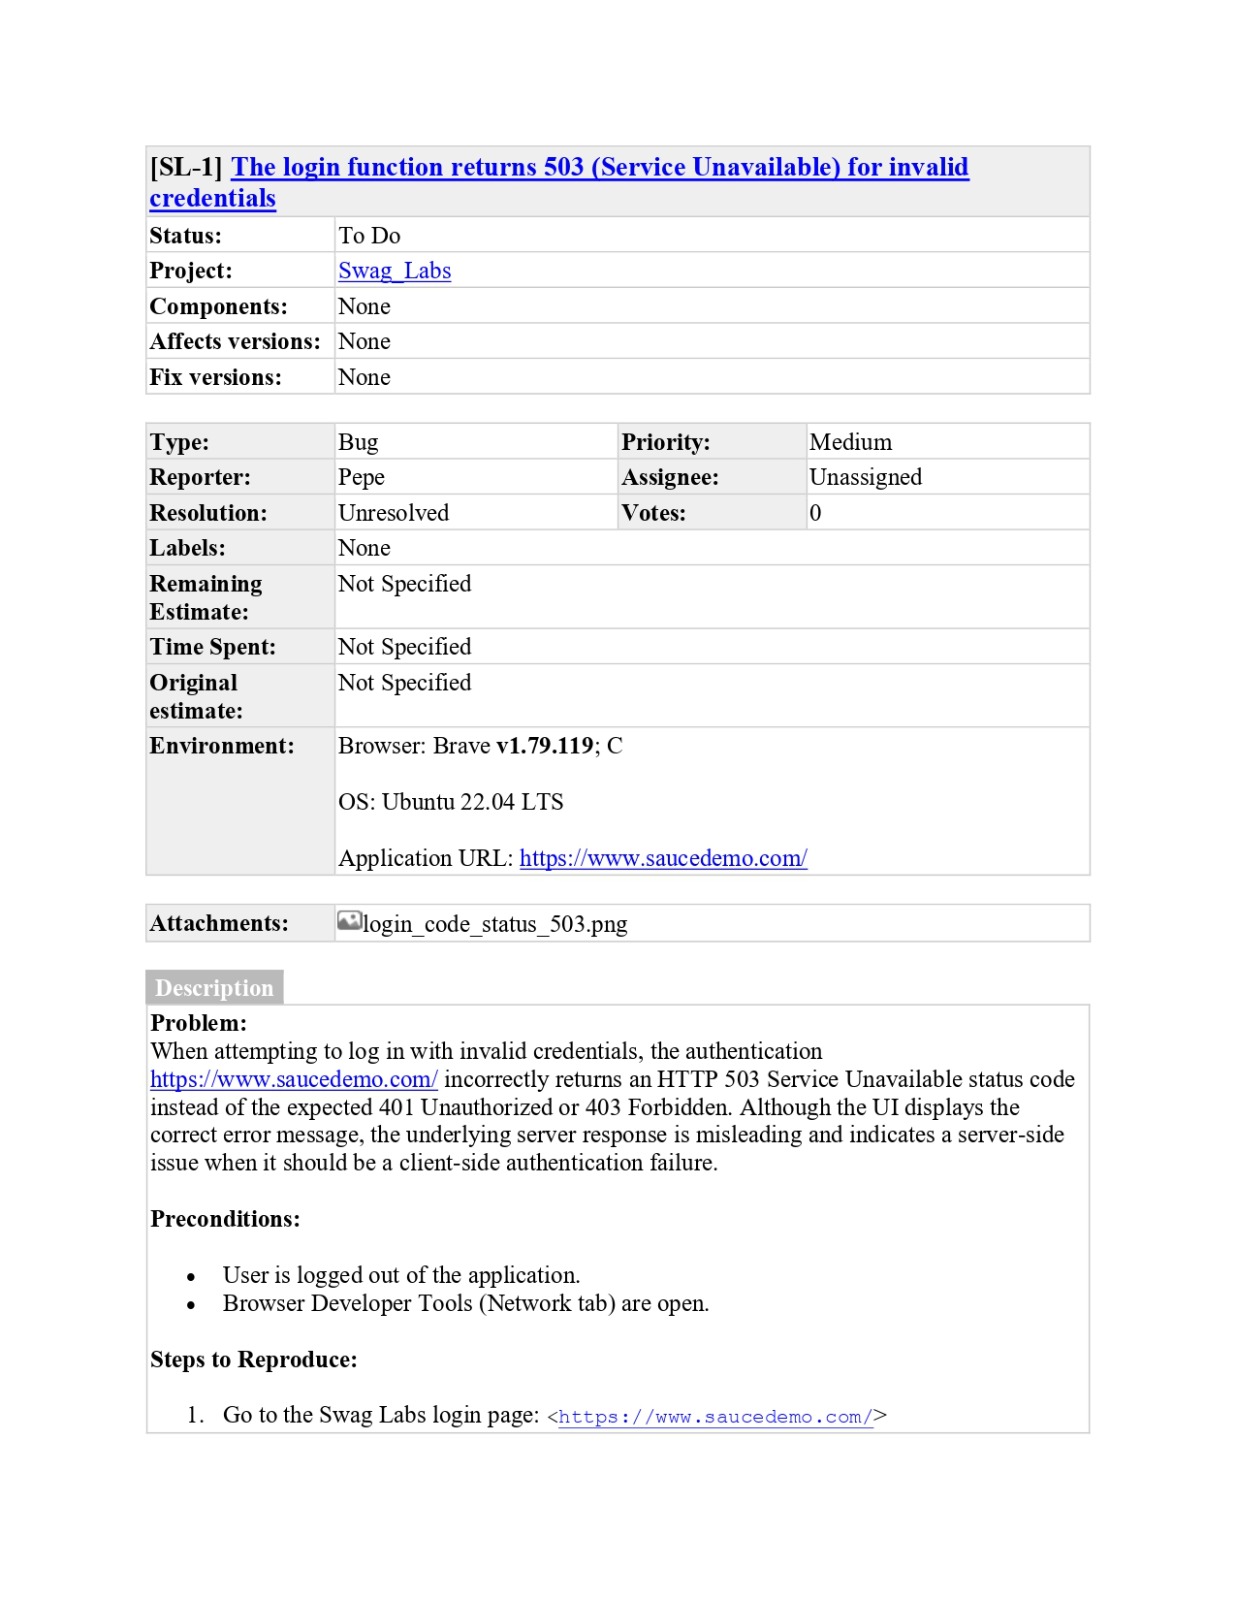 [SL-1] The login function returns 503 (Service Unavailable) for invalid
credentials
Status: To Do
Project: Swag_Labs
Components: None
Affects versions: None
Fix versions: None
Type: Bug Priority: Medium
Reporter: Pepe Assignee: Unassigned
Resolution: Unresolved Votes: 0
Labels: None
Remaining Not Specified
Estimate:
Time Spent: Not Specified
Original Not Specified
estimate:
Environment: Browser: Brave v1.79.119; C
OS: Ubuntu 22.04 LTS
Application URL: https://www.saucedemo.com/
Attachments: login_code_status_503.png
Description
Problem:
When attempting to log in with invalid credentials, the authentication
https://www.saucedemo.com/ incorrectly returns an HTTP 503 Service Unavailable status code
instead of the expected 401 Unauthorized or 403 Forbidden. Although the UI displays the
correct error message, the underlying server response is misleading and indicates a server-side
issue when it should be a client-side authentication failure.
Preconditions:
• User is logged out of the application.
• Browser Developer Tools (Network tab) are open.
Steps to Reproduce:
1. Go to the Swag Labs login page: <https://www.saucedemo.com/>